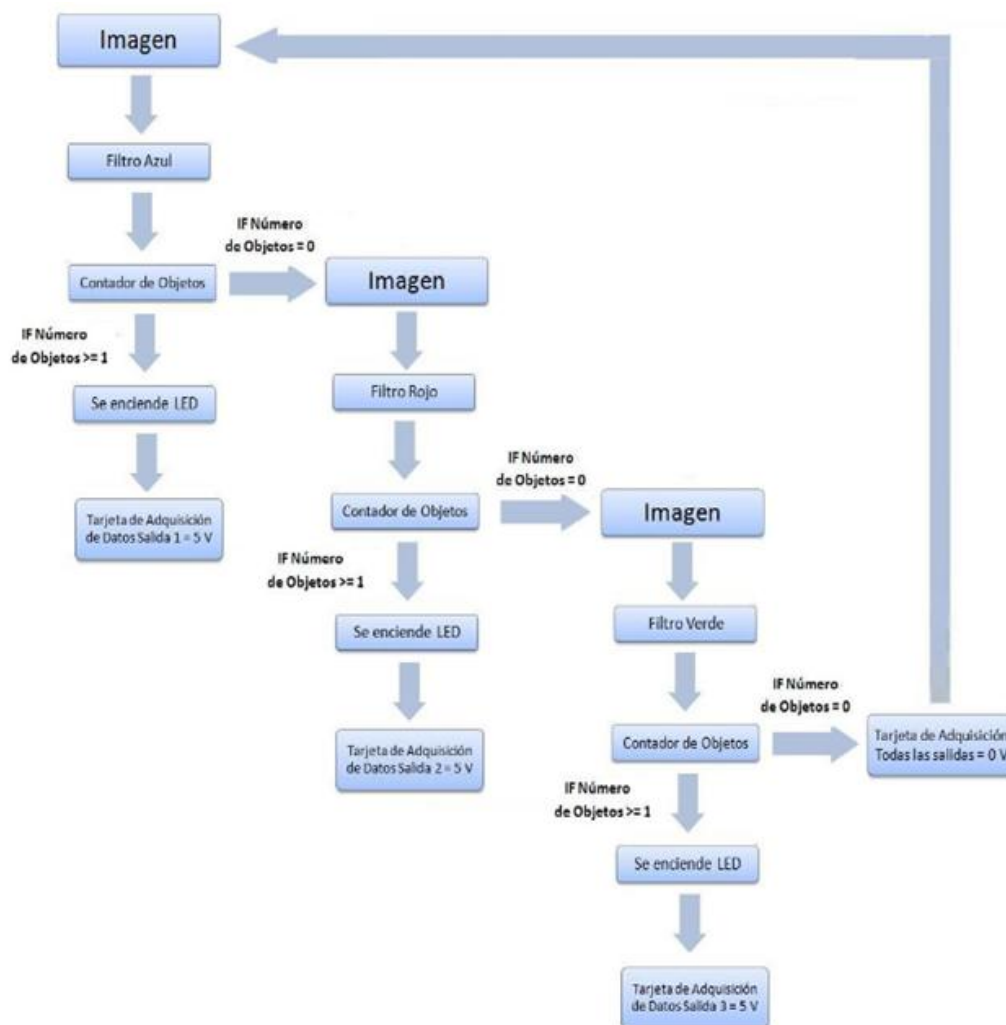 Imagen
Filtro Azul
IF Número
de Objetos = 0
Contador de Objetos
Imagen
IF Número
de Objetos >= 1
Se enciende LED
Filtro Rojo
IF Número
de Objetos = 0
Tarjeta de Adquisición
de Datos Salida 1 = 5 V
Contador de Objetos
Imagen
IF Número
de Objetos >= 1
Se enciende LED
Filtro Verde
IF Número
de Objetos = 0
Tarjeta de Adquisición
de Datos Salida 2 = 5 V
Contador de Objetos
Tarjeta de Adquisición
Todas las salidas = 0 V
IF Número
de Objetos >= 1
Se enciende LED
Tarjeta de Adquisición
de Datos Salida 3 = 5 V